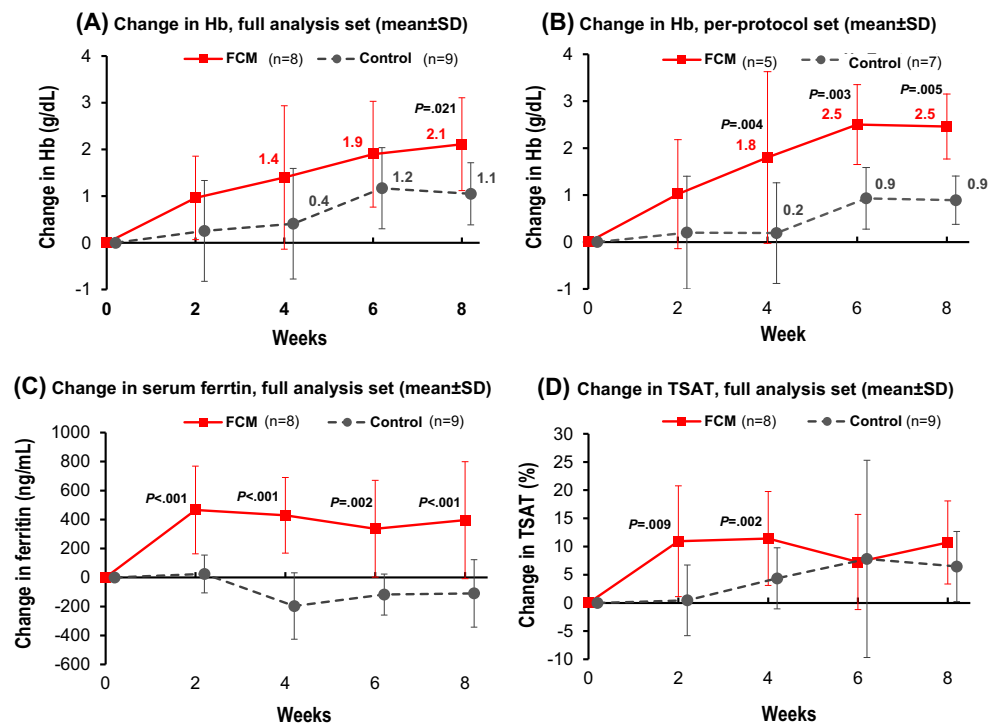 (A) Change in Hb, full analysis set (mean±SD)
FCM (n=8) Control (n=9)
Change in Hb (g/dL)
4
3
2
1
0
-1
P=.021
1.4
1.9
2.1
0.4
1.2
1.1
0 2 4 6 8
Weeks
(B) Change in Hb, per-protocol set (mean±SD)
FCM (n=5) Control (n=7)
Change in Hb (g/dL)
4
3
2
1
0
-1
P=.004
P=.003
P=.005
1.8
2.5
2.5
0.2
0.9
0.9
0 2 4 6 8
Week
(C) Change in serum ferrtin, full analysis set (mean±SD)
FCM (n=8) Control (n=9)
Change in ferritin (ng/mL)
1000
800
600
400
200
0
-200
-400
-600
P<.001
P<.001
P=.002
P<.001
0 2 4 6 8
Weeks
(D) Change in TSAT, full analysis set (mean±SD)
FCM (n=8) Control (n=9)
Change in TSAT (%)
30
25
20
15
10
5
0
-5
-10
P=.009
P=.002
0 2 4 6 8
Weeks